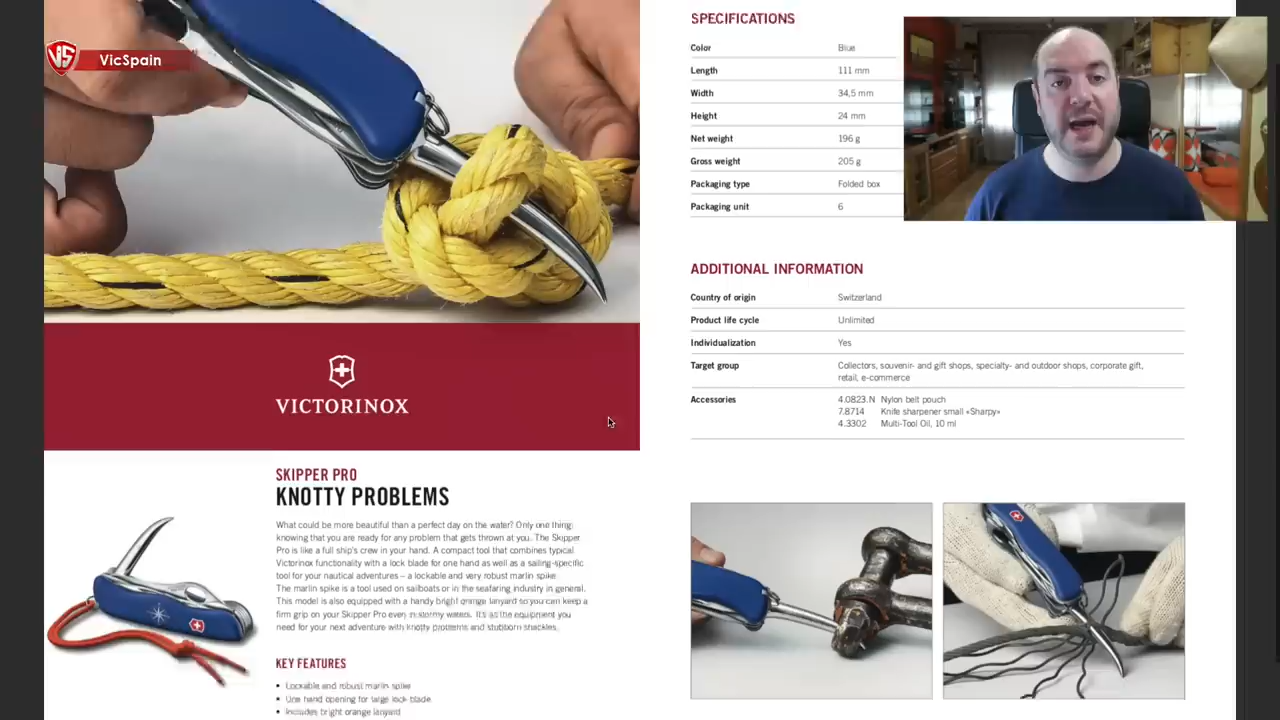 VS VicSpain
VICTORINOX
SKIPPER PRO
KNOTTY PROBLEMS
What could be more beautiful than a perfect day on the water? Only one thing:
knowing that you are ready for any problem that gets thrown at you. The Skipper
Pro is like a full ship's crew in your hand. A compact tool that combines typical
Victorinox functionality with a lock blade for one hand as well as a sailing-specific
tool for your nautical adventures – a lockable and very robust marlin spike.
The marlin spike is a tool used on sailboats or in the seafaring industry in general.
This model is also equipped with a handy bright orange lanyard so you can keep a
firm grip on your Skipper Pro even in stormy waters. It's as the equipment you
need for your next adventure with knotty problems and stubborn shackles.
KEY FEATURES
• Lockable and robust marlin spike
• One hand opening for large lock blade
• Includes bright orange lanyard
SPECIFICATIONS
Color Blue
Length 111 mm
Width 34,5 mm
Height 24 mm
Net weight 196 g
Gross weight 205 g
Packaging type Folded box
Packaging unit 6
ADDITIONAL INFORMATION
Country of origin Switzerland
Product life cycle Unlimited
Individualization Yes
Target group Collectors, souvenir- and gift shops, specialty- and outdoor shops, corporate gift,
retail, e-commerce
Accessories 4.0823.N Nylon belt pouch
7.8714 Knife sharpener small «Sharpy»
4.3302 Multi-Tool Oil, 10 ml